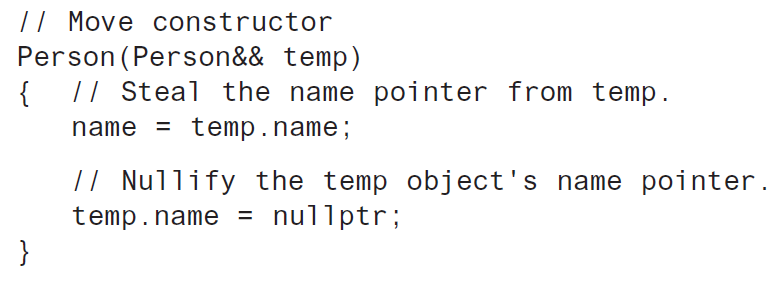 // Move constructor
Person(Person&& temp)
{ // Steal the name pointer from temp.
name = temp.name;
// Nullify the temp object's name pointer.
temp.name = nullptr;
}